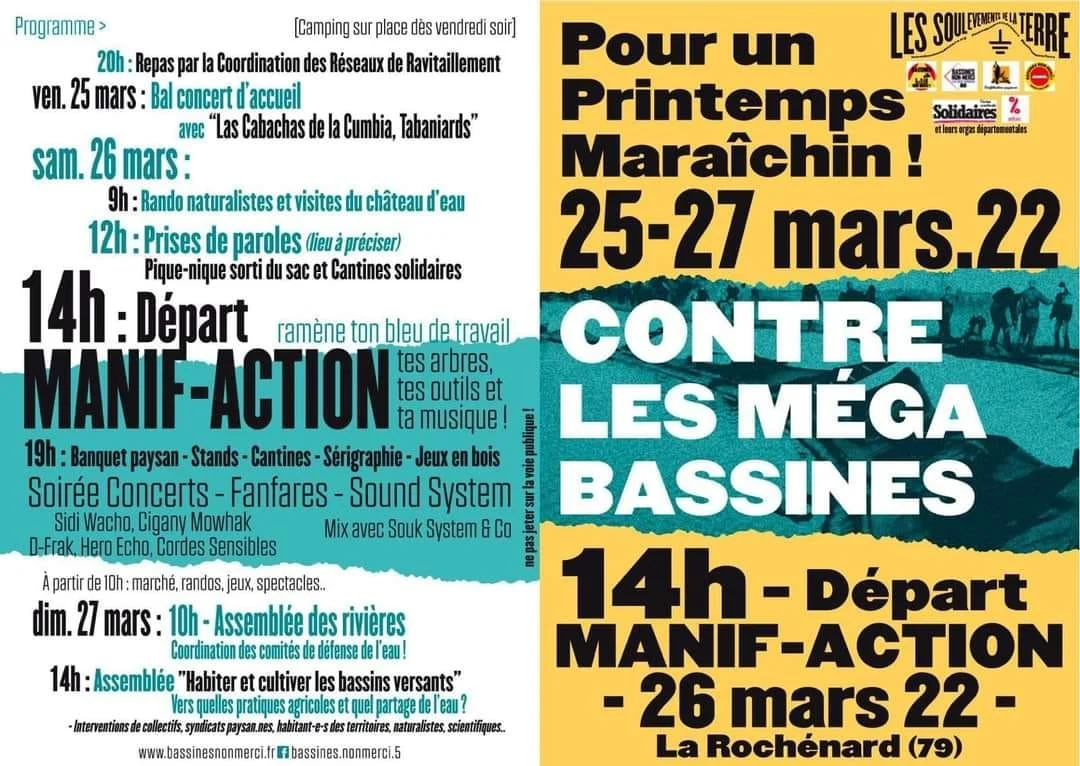 Programme >
[Camping sur place dès vendredi soir]
20h : Repas par la Coordination des Réseaux de Ravitaillement
ven. 25 mars : Bal concert d'accueil
avec "Las Cabachas de la Cumbia, Tabaniards"
sam. 26 mars :
9h : Rando naturalistes et visites du château d'eau
12h : Prises de paroles (lieu à préciser)
Pique-nique sorti du sac et Cantines solidaires
14h : Départ
MANIF-ACTION
ramène ton bleu de travail
tes arbres,
tes outils et
ta musique !
19h : Banquet paysan - Stands - Cantines - Sérigraphie - Jeux en bois
Soirée Concerts - Fanfares - Sound System
Sidi Wacho, Cigany Mowhak
D-Frak, Hero Echo, Cordes Sensibles
Mix avec Souk System & Co
ne pas jeter sur la voie publique !
À partir de 10h : marché, randos, jeux, spectacles..
dim. 27 mars : 10h - Assemblée des rivières
Coordination des comités de défense de l'eau !
14h : Assemblée "Habiter et cultiver les bassins versants"
Vers quelles pratiques agricoles et quel partage de l'eau ?
- Interventions de collectifs, syndicats paysan.nes, habitant-e-s des territoires, naturalistes, scientifiques..
www.bassinesnonmerci.fr f bassines.nonmerci.5
Pour un
Printemps
Maraîchin !
25-27 mars.22
LES SOULEVEMENTS DE LA TERRE
BASSINES
NON MERCI
Solidaires
et leurs orgas départementales
CONTRE
LES MÉGA
BASSINES
14h - Départ
MANIF-ACTION
- 26 mars 22 -
La Rochénard (79)